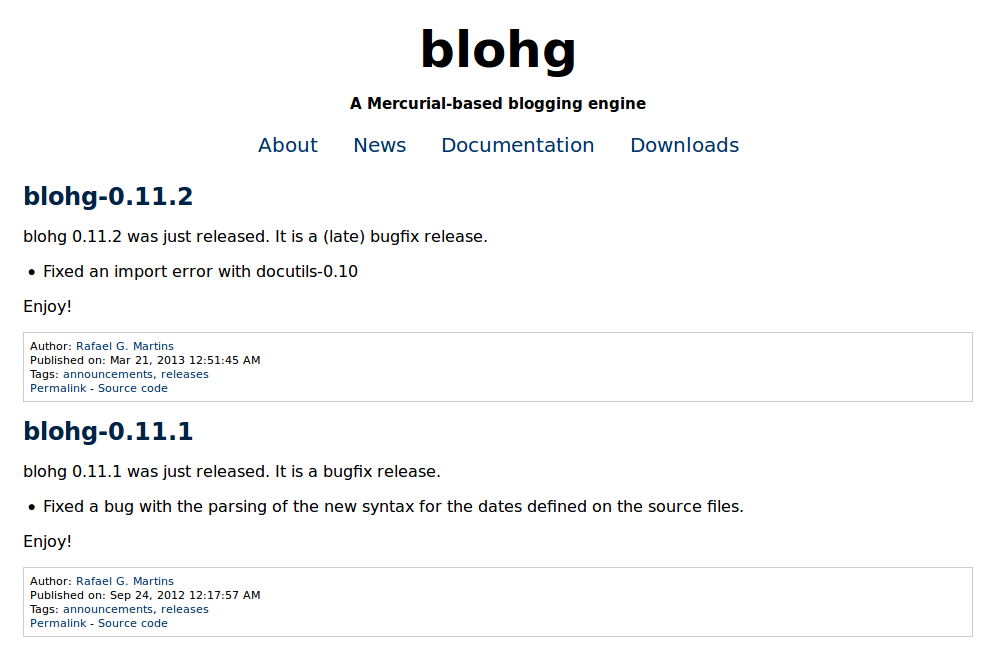 blohg
A Mercurial-based blogging engine
About News Documentation Downloads
blohg-0.11.2
blohg 0.11.2 was just released. It is a (late) bugfix release.
• Fixed an import error with docutils-0.10
Enjoy!
Author: Rafael G. Martins
Published on: Mar 21, 2013 12:51:45 AM
Tags: announcements, releases
Permalink - Source code
blohg-0.11.1
blohg 0.11.1 was just released. It is a bugfix release.
• Fixed a bug with the parsing of the new syntax for the dates defined on the source files.
Enjoy!
Author: Rafael G. Martins
Published on: Sep 24, 2012 12:17:57 AM
Tags: announcements, releases
Permalink - Source code